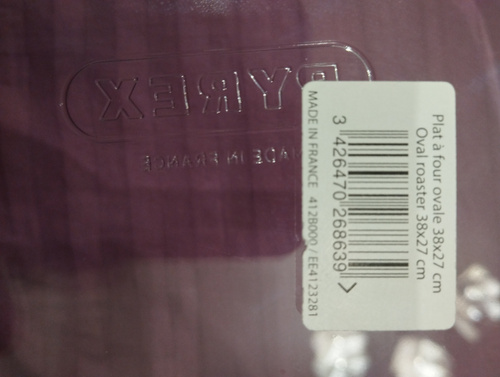 PYREX
MADE IN FRANCE
Plat à four ovale 38x27 cm
Oval roaster 38x27 cm
3 426470 268639 >
MADE IN FRANCE 412B000 / EE4123281